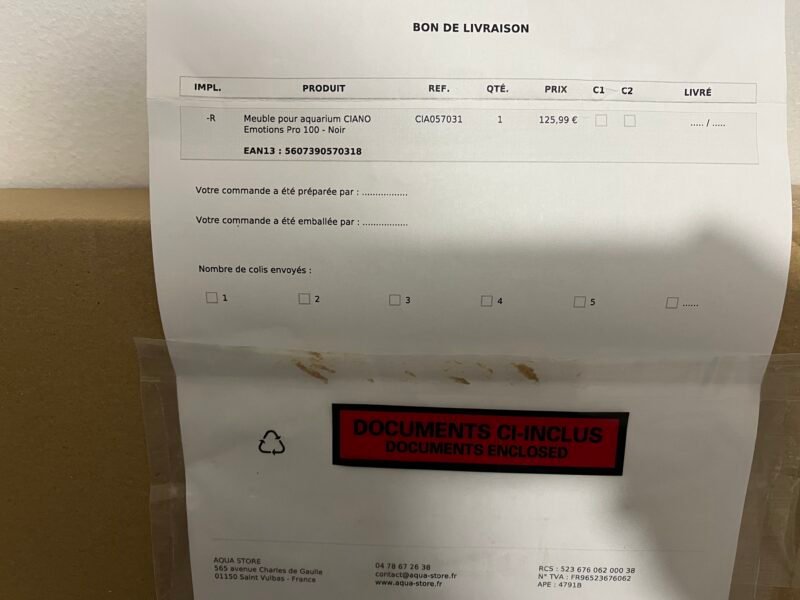 BON DE LIVRAISON
IMPL. PRODUIT REF. QTÉ. PRIX C1 C2 LIVRÉ
-R Meuble pour aquarium CIANO CIA057031 1 125,99 € ..... / .....
Emotions Pro 100 - Noir
EAN13 : 5607390570318
Votre commande a été préparée par : .................
Votre commande a été emballée par : .................
Nombre de colis envoyés :
1 2 3 4 5 ......
DOCUMENTS CI-INCLUS
DOCUMENTS ENCLOSED
AQUA STORE
565 avenue Charles de Gaulle
01150 Saint Vulbas - France
04 78 67 26 38
contact@aqua-store.fr
www.aqua-store.fr
RCS : 523 676 062 000 38
N° TVA : FR96523676062
APE : 4791B